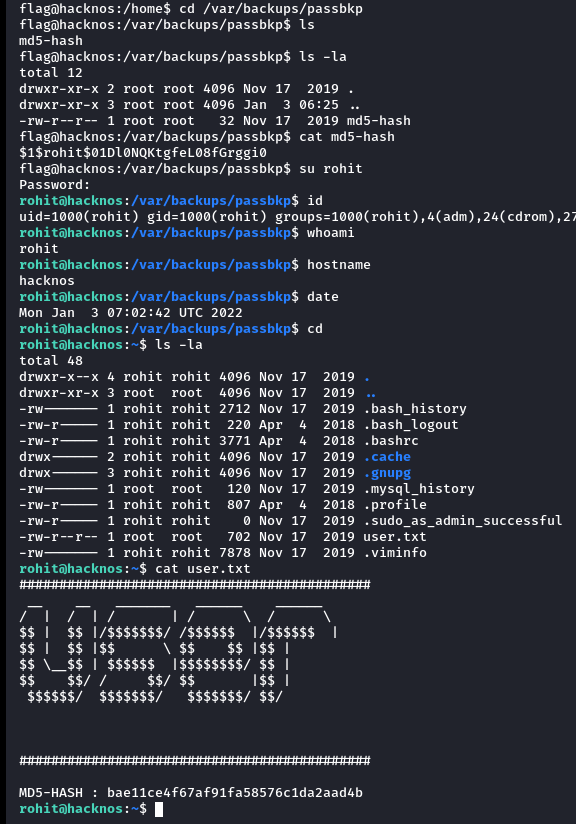 flag@hacknos:/home$ cd /var/backups/passbkp
flag@hacknos:/var/backups/passbkp$ ls
md5-hash
flag@hacknos:/var/backups/passbkp$ ls -la
total 12
drwxr-xr-x 2 root root 4096 Nov 17  2019 .
drwxr-xr-x 3 root root 4096 Jan  3 06:25 ..
-rw-r--r-- 1 root root   32 Nov 17  2019 md5-hash
flag@hacknos:/var/backups/passbkp$ cat md5-hash
$1$rohit$01Dl0NQKtgfeL08fGrggi0
flag@hacknos:/var/backups/passbkp$ su rohit
Password:
rohit@hacknos:/var/backups/passbkp$ id
uid=1000(rohit) gid=1000(rohit) groups=1000(rohit),4(adm),24(cdrom),27
rohit@hacknos:/var/backups/passbkp$ whoami
rohit
rohit@hacknos:/var/backups/passbkp$ hostname
hacknos
rohit@hacknos:/var/backups/passbkp$ date
Mon Jan  3 07:02:42 UTC 2022
rohit@hacknos:/var/backups/passbkp$ cd
rohit@hacknos:~$ ls -la
total 48
drwxr-x--x 4 rohit rohit 4096 Nov 17  2019 .
drwxr-xr-x 3 root  root  4096 Nov 17  2019 ..
-rw------- 1 rohit rohit 2712 Nov 17  2019 .bash_history
-rw-r----- 1 rohit rohit  220 Apr  4  2018 .bash_logout
-rw-r----- 1 rohit rohit 3771 Apr  4  2018 .bashrc
drwx------ 2 rohit rohit 4096 Nov 17  2019 .cache
drwx------ 3 rohit rohit 4096 Nov 17  2019 .gnupg
-rw------- 1 root  root   120 Nov 17  2019 .mysql_history
-rw-r----- 1 rohit rohit  807 Apr  4  2018 .profile
-rw-r----- 1 rohit rohit    0 Nov 17  2019 .sudo_as_admin_successful
-rw-r--r-- 1 root  root   702 Nov 17  2019 user.txt
-rw------- 1 rohit rohit 7878 Nov 17  2019 .viminfo
rohit@hacknos:~$ cat user.txt
############################################
 __    __   _______   ______    ______
/  |  /  | /       | /      \  /      \
$$ |  $$ |/$$$$$$$/ /$$$$$$  |/$$$$$$  |
$$ |  $$ |$$      \ $$    $$ |$$ |
$$ \__$$ | $$$$$$  |$$$$$$$$/ $$ |
$$    $$/ /     $$/ $$       |$$ |
 $$$$$$/  $$$$$$$/   $$$$$$$/ $$/
############################################
MD5-HASH : bae11ce4f67af91fa58576c1da2aad4b
rohit@hacknos:~$